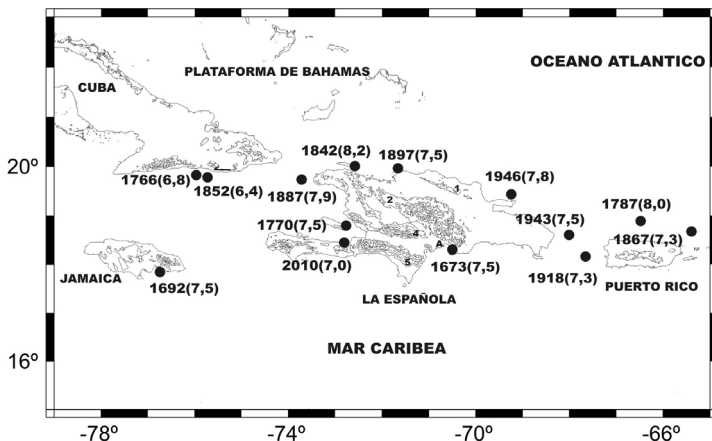 OCEANO ATLANTICO
PLATAFORMA DE BAHAMAS
CUBA
20º
1842(8,2)
1897(7,5)
1766(6,8)
1852(6,4)
1887(7,9)
1946(7,8)
1
2
1787(8,0)
1943(7,5)
1770(7,5)
4
A
1867(7,3)
2010(7,0)
5
1673(7,5)
1918(7,3)
JAMAICA
1692(7,5)
PUERTO RICO
LA ESPAÑOLA
MAR CARIBEA
16º
-78º
-74º
-70º
-66º